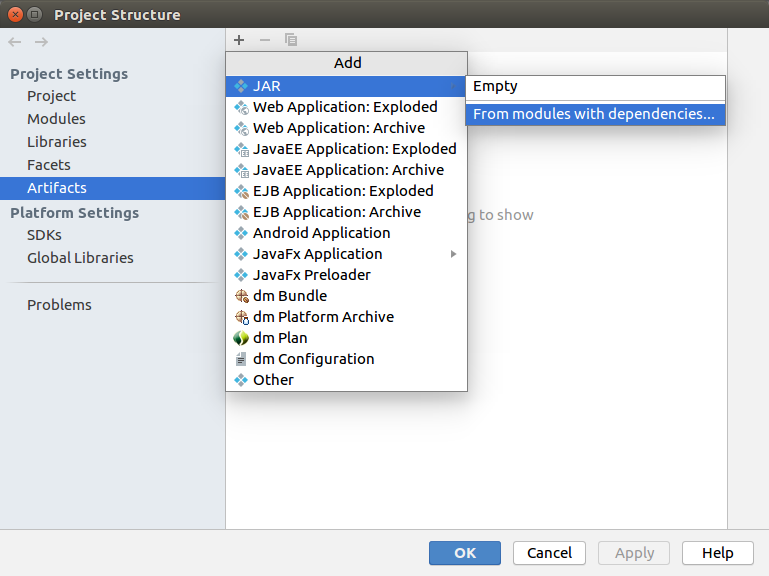 Project Structure
Project Settings
Project
Modules
Libraries
Facets
Artifacts
Platform Settings
SDKs
Global Libraries
Problems
Add
JAR
Web Application: Exploded
Web Application: Archive
JavaEE Application: Exploded
JavaEE Application: Archive
EJB Application: Exploded
EJB Application: Archive
Android Application
JavaFx Application
JavaFx Preloader
dm Bundle
dm Platform Archive
dm Plan
dm Configuration
Other
Empty
From modules with dependencies...
g to show
OK
Cancel
Apply
Help